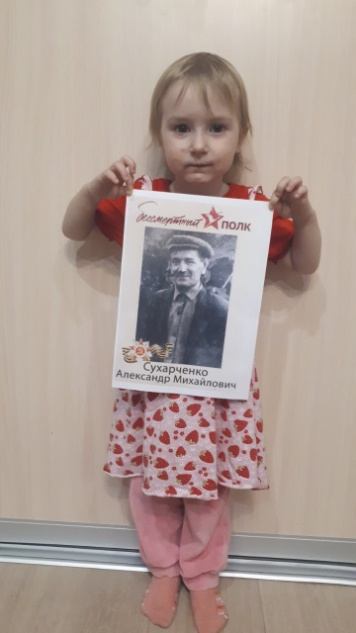 Бессмертный ПОЛК
Сухарченко
Александр Михайлович